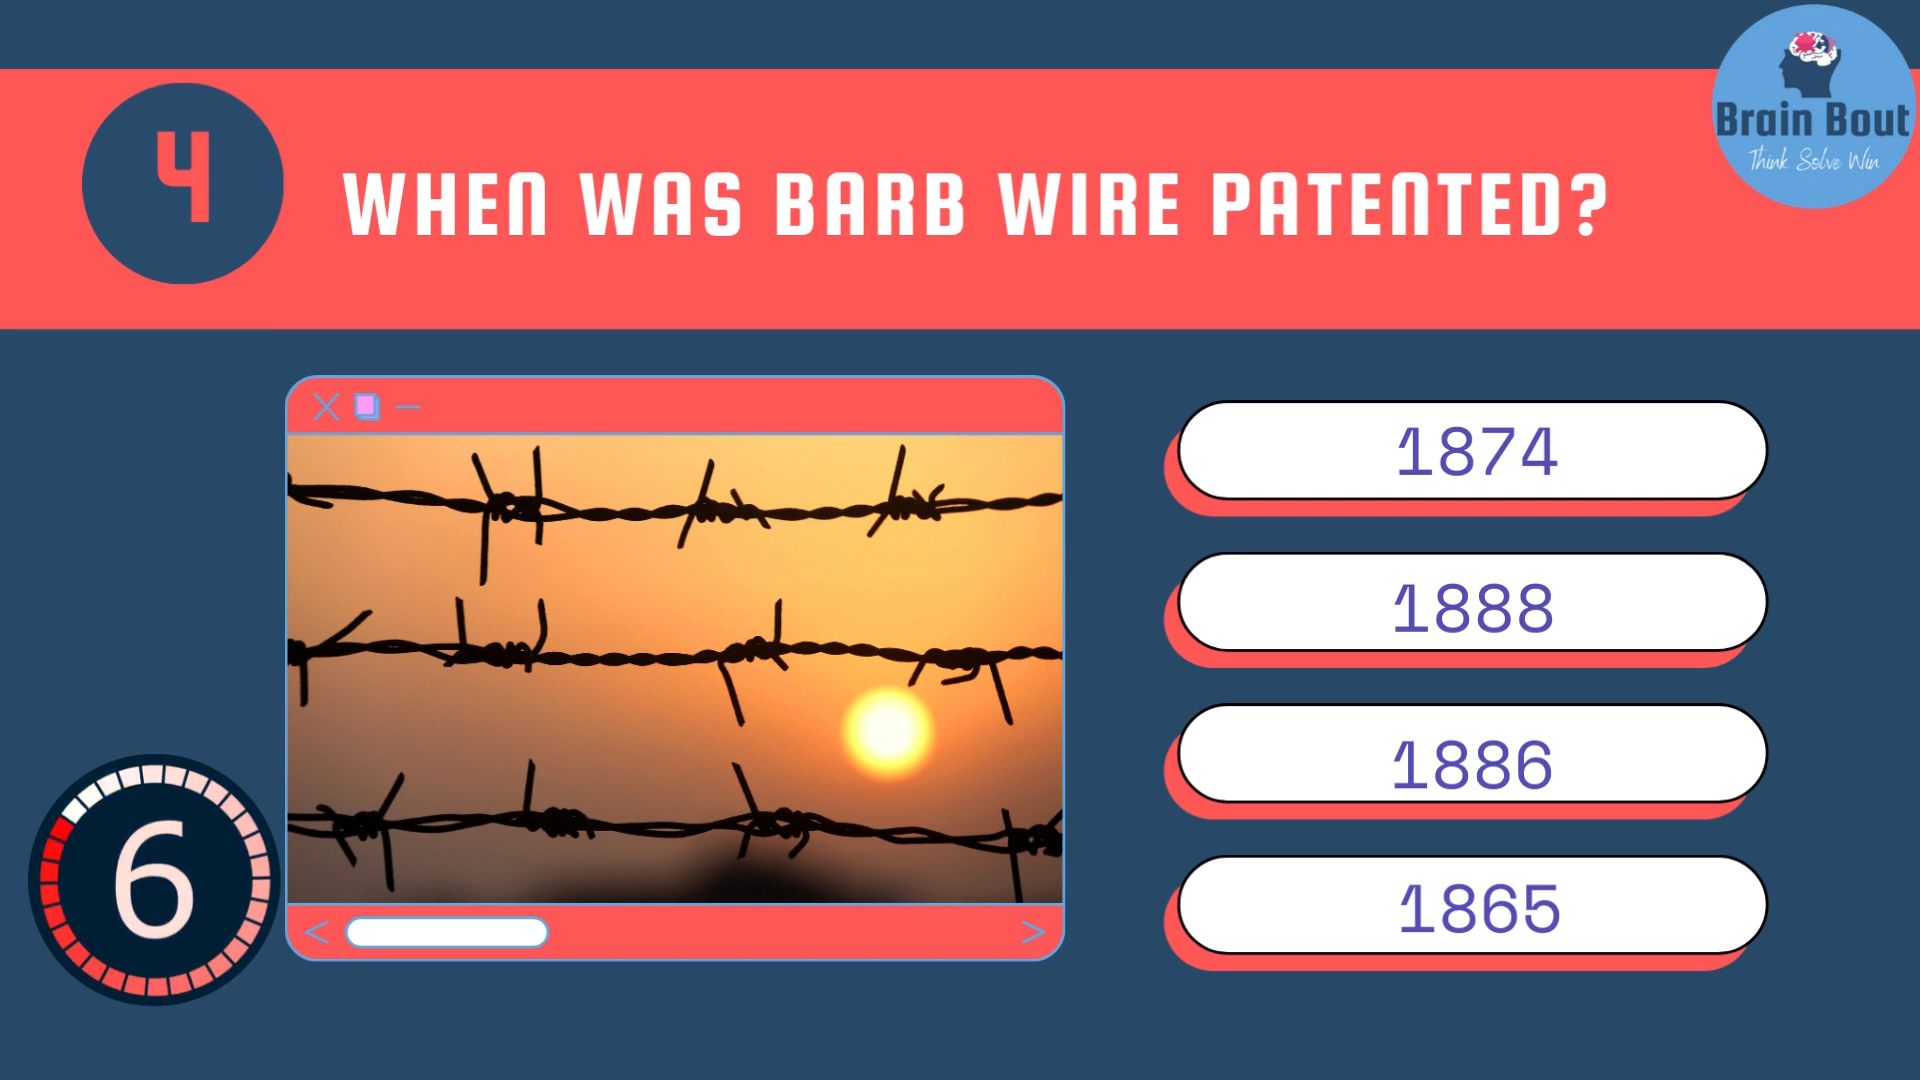 4
WHEN WAS BARB WIRE PATENTED?
Brain Bout
Think Solve Win
1874
1888
1886
1865
6